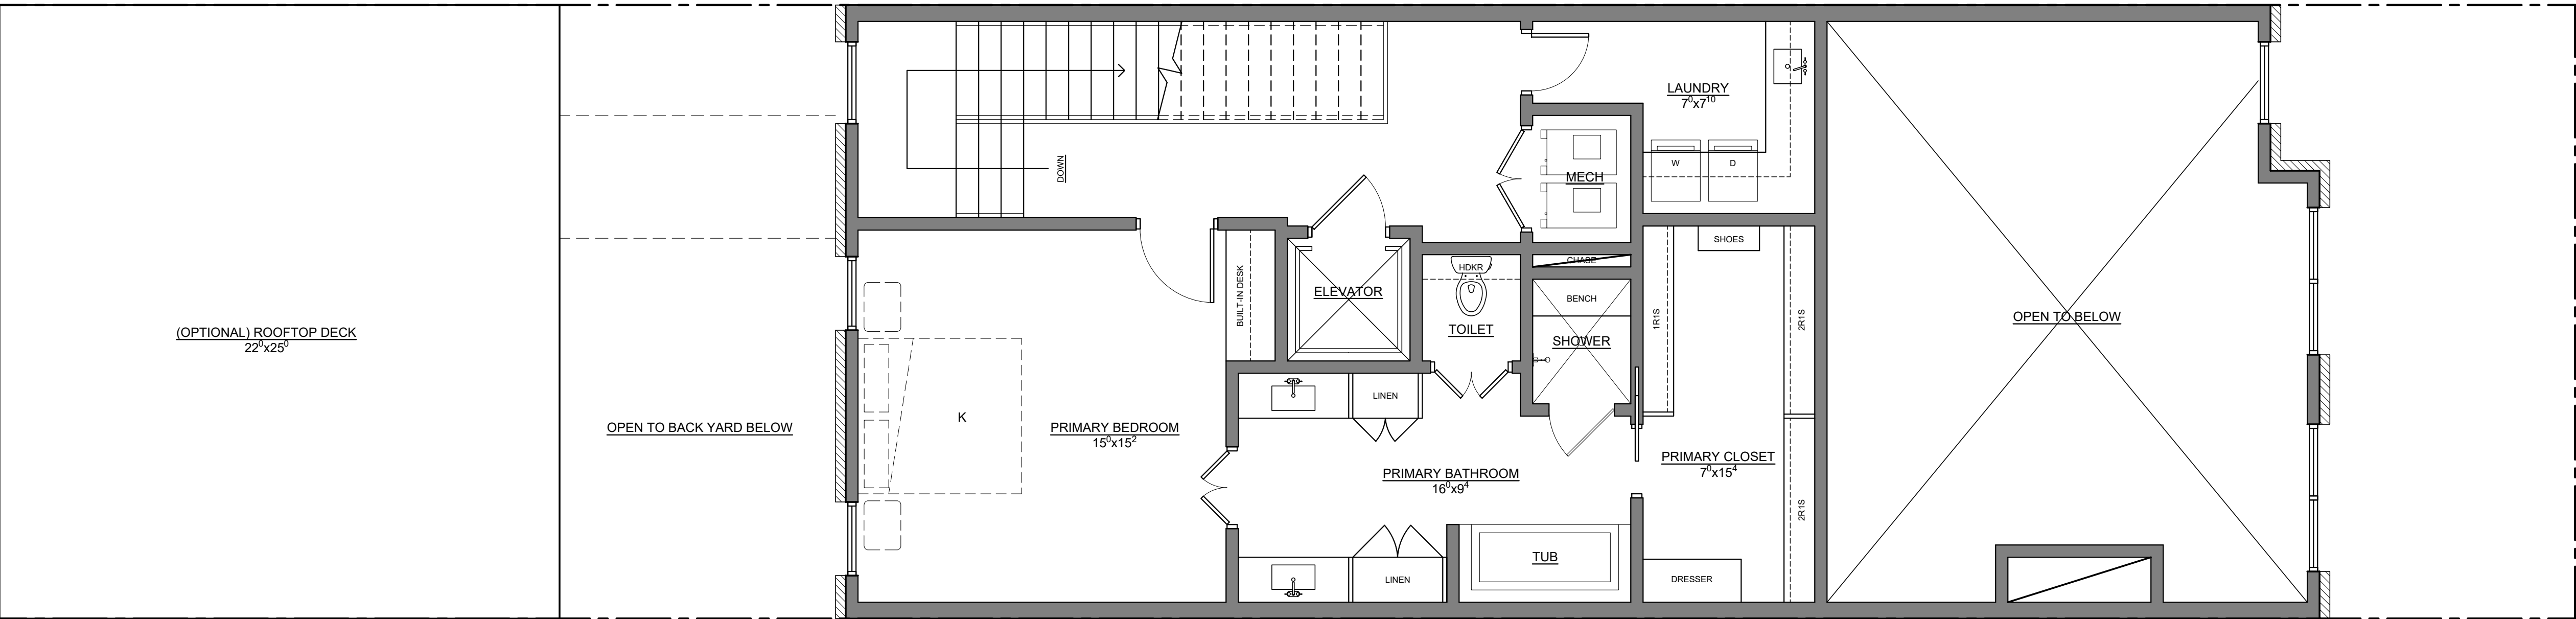 (OPTIONAL) ROOFTOP DECK
22⁰x25⁰
OPEN TO BACK YARD BELOW
DOWN
PRIMARY BEDROOM
15⁰x15²
K
BUILT-IN DESK
ELEVATOR
HDKR
TOILET
LINEN
PRIMARY BATHROOM
16⁰x9⁴
LINEN
TUB
MECH
CHASE
BENCH
SHOWER
LAUNDRY
7⁰x7¹⁰
W
D
SHOES
1R1S
2R1S
PRIMARY CLOSET
7⁰x15⁴
2R1S
DRESSER
OPEN TO BELOW